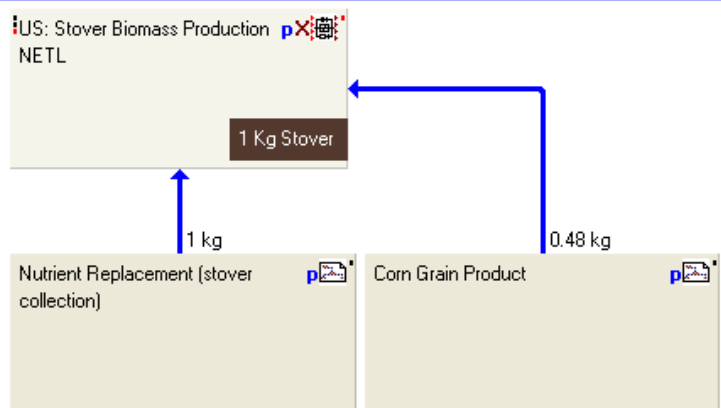 US: Stover Biomass Production pX
NETL
1 Kg Stover
1 kg
0.48 kg
Nutrient Replacement (stover p
collection)
Corn Grain Product p